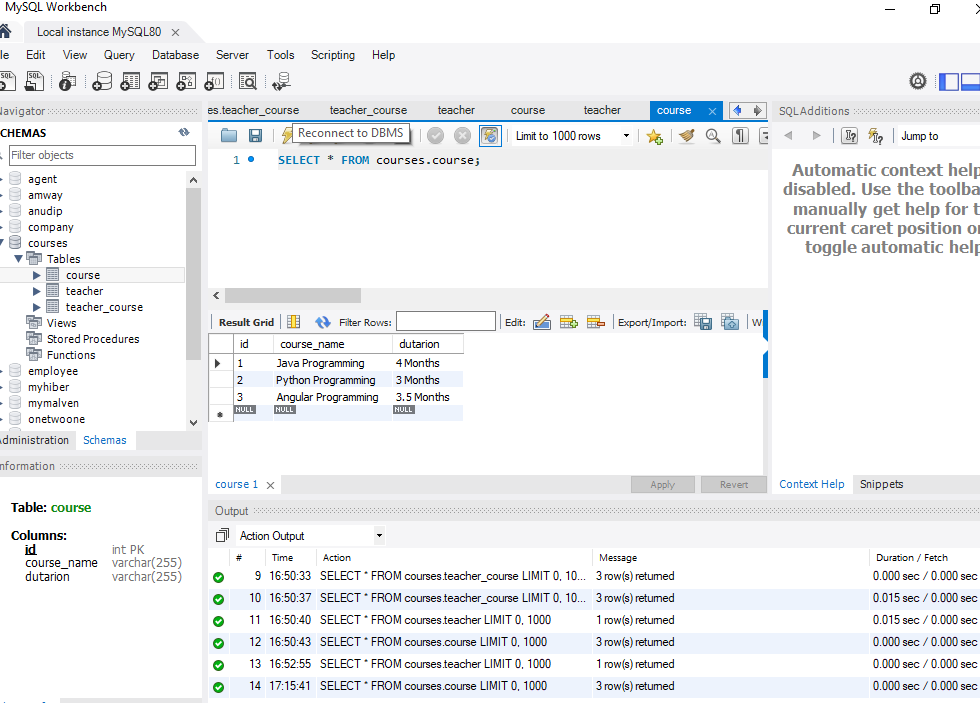 MySQL Workbench
Local instance MySQL80
le Edit View Query Database Server Tools Scripting Help
Navigator
SCHEMAS
Filter objects
agent
amway
anudip
company
courses
Tables
course
teacher
teacher_course
Views
Stored Procedures
Functions
employee
myhiber
mymalven
onetwoone
Administration Schemas
Information
Table: course
Columns:
id int PK
course_name varchar(255)
dutarion varchar(255)
es.teacher_course teacher_course teacher course teacher course
Reconnect to DBMS
Limit to 1000 rows
1 SELECT * FROM courses.course;
Result Grid Filter Rows: Edit: Export/Import: W
id course_name dutarion
1 Java Programming 4 Months
2 Python Programming 3 Months
3 Angular Programming 3.5 Months
NULL NULL NULL
course 1 Apply Revert
SQLAdditions
Jump to
Automatic context help
disabled. Use the toolba
manually get help for t
current caret position o
toggle automatic help
Context Help Snippets
Output
Action Output
# Time Action Message Duration / Fetch
9 16:50:33 SELECT * FROM courses.teacher_course LIMIT 0, 10... 3 row(s) returned 0.000 sec / 0.000 sec
10 16:50:37 SELECT * FROM courses.teacher_course LIMIT 0, 10... 3 row(s) returned 0.015 sec / 0.000 sec
11 16:50:40 SELECT * FROM courses.teacher LIMIT 0, 1000 1 row(s) returned 0.015 sec / 0.000 sec
12 16:50:43 SELECT * FROM courses.course LIMIT 0, 1000 3 row(s) returned 0.000 sec / 0.000 sec
13 16:52:55 SELECT * FROM courses.teacher LIMIT 0, 1000 1 row(s) returned 0.000 sec / 0.000 sec
14 17:15:41 SELECT * FROM courses.course LIMIT 0, 1000 3 row(s) returned 0.000 sec / 0.000 sec